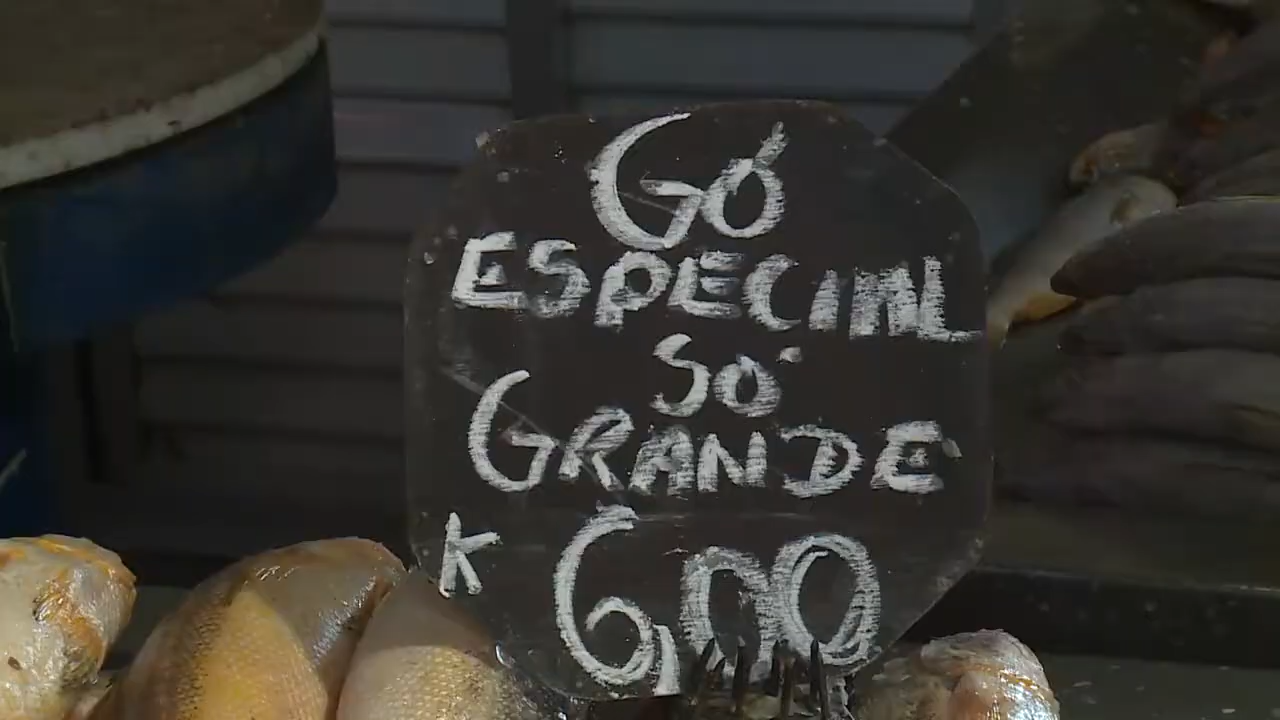 GÓ
ESPECIAL
SÓ
GRANDE
K 6,00